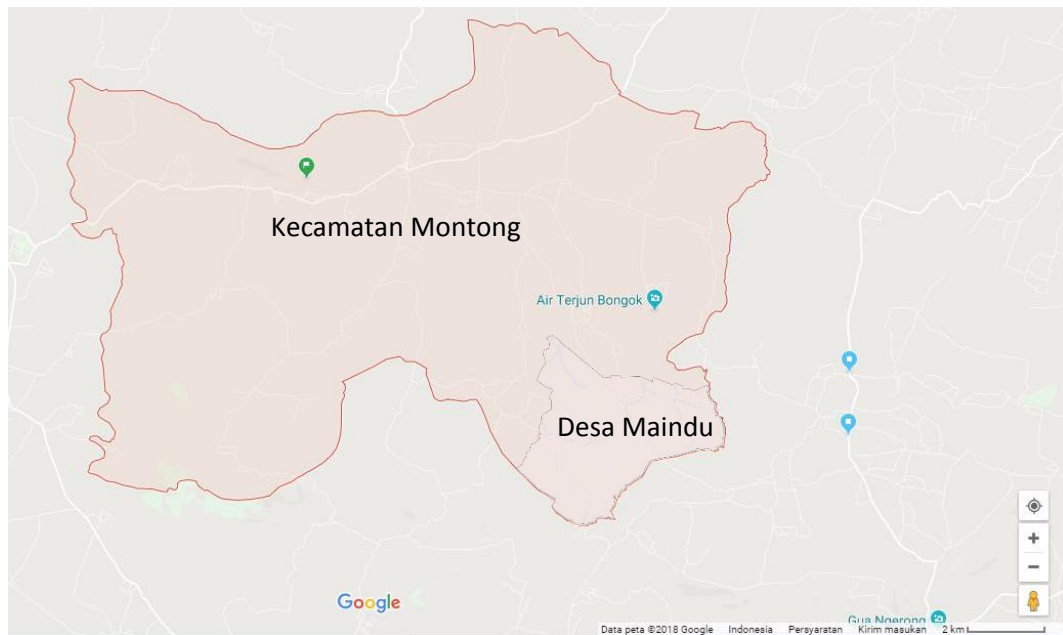 Kecamatan Montong
Air Terjun Bongok
Desa Maindu
Google
Gua Ngerong
Data peta ©2018 Google Indonesia Persyaratan Kirim masukan 2 km